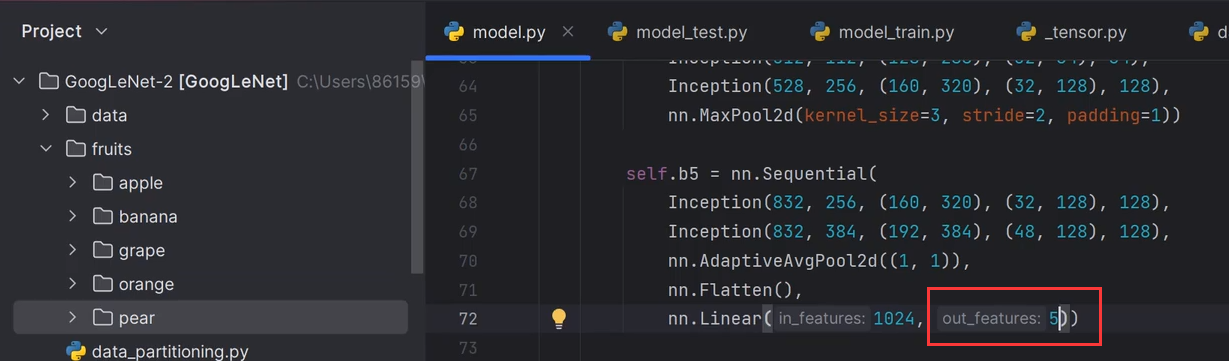 Project
model.py
model_test.py
model_train.py
_tensor.py
GoogLeNet-2 [GoogLeNet] C:\Users\86159\
data
fruits
apple
banana
grape
orange
pear
data_partitioning.py
64 Inception(528, 256, (160, 320), (32, 128), 128),
65 nn.MaxPool2d(kernel_size=3, stride=2, padding=1))
66
67 self.b5 = nn.Sequential(
68 Inception(832, 256, (160, 320), (32, 128), 128),
69 Inception(832, 384, (192, 384), (48, 128), 128),
70 nn.AdaptiveAvgPool2d((1, 1)),
71 nn.Flatten(),
72 nn.Linear(in_features: 1024, out_features: 5))
73